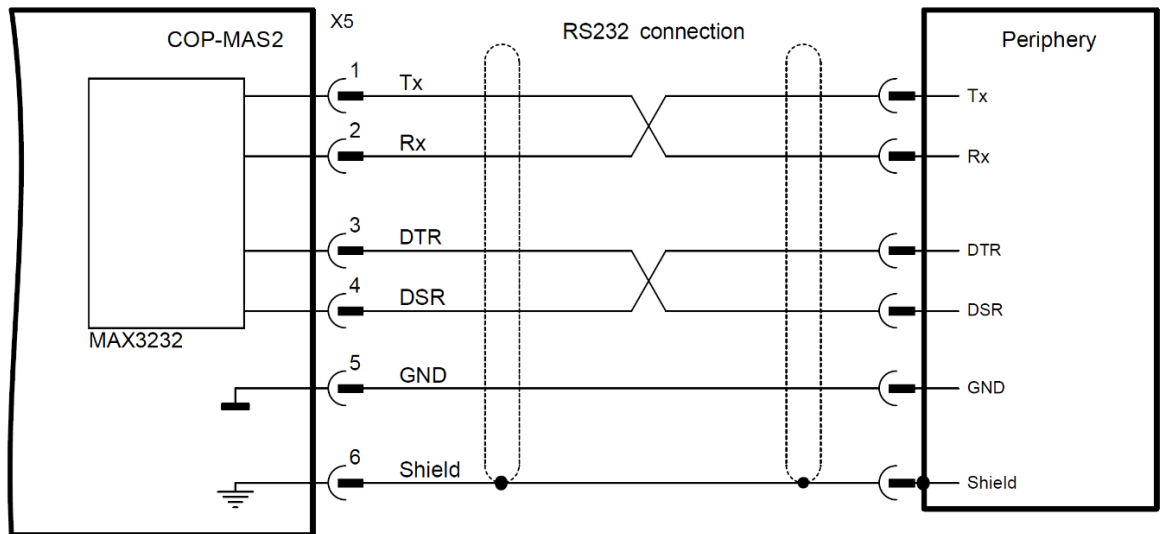 X5
RS232 connection
COP-MAS2
Periphery
1
Tx
Tx
2
Rx
Rx
3
DTR
DTR
4
DSR
DSR
MAX3232
5
GND
GND
6
Shield
Shield